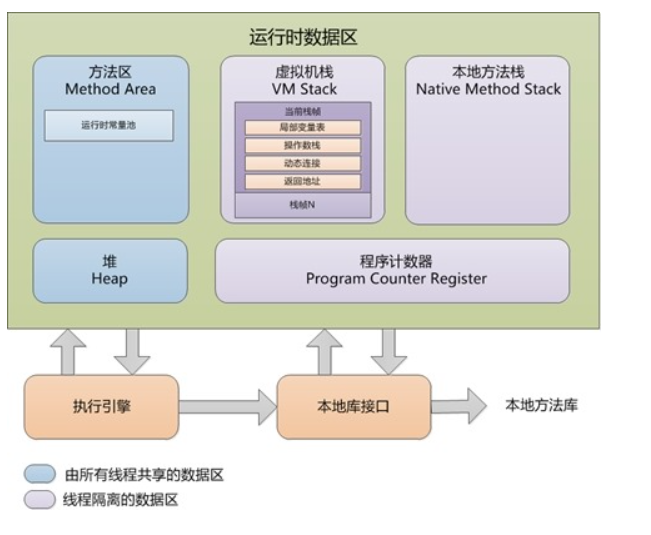 运行时数据区
方法区
Method Area
运行时常量池
虚拟机栈
VM Stack
当前栈帧
局部变量表
操作数栈
动态连接
返回地址
栈帧N
本地方法栈
Native Method Stack
堆
Heap
程序计数器
Program Counter Register
执行引擎
本地库接口
本地方法库
由所有线程共享的数据区
线程隔离的数据区